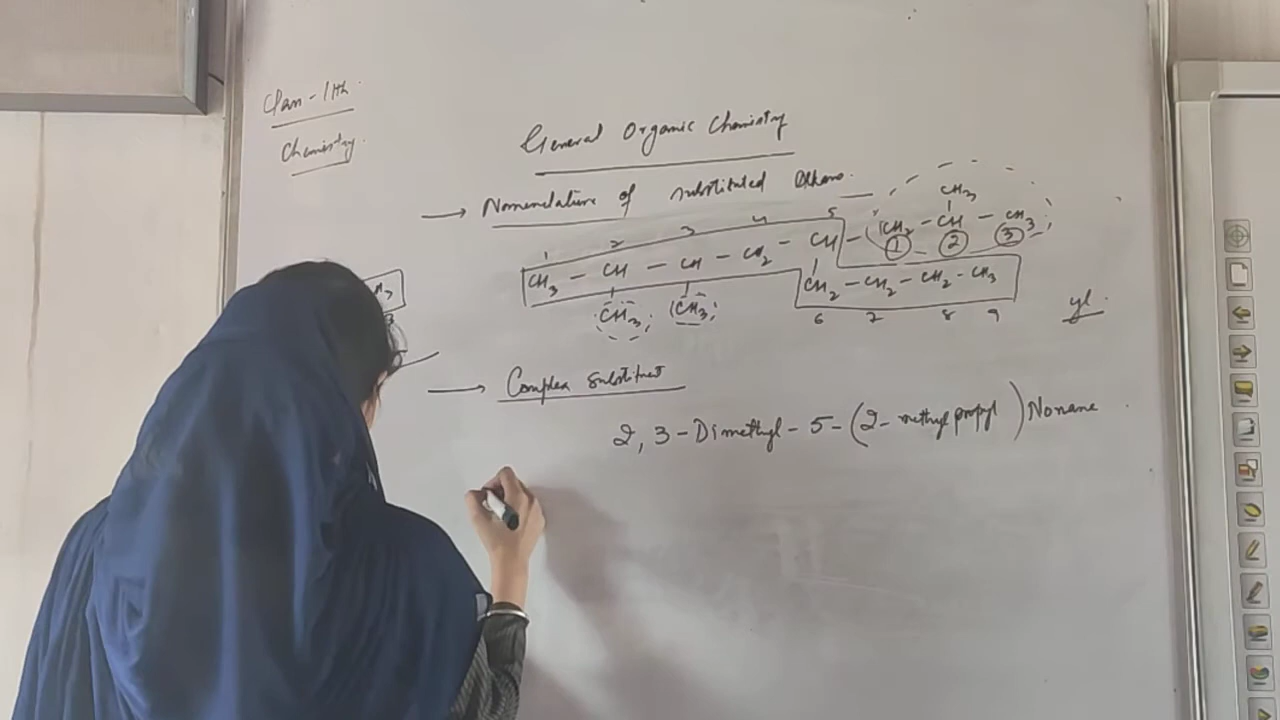 Class - 11th
Chemistry
General Organic Chemistry
→ Nomenclature of substituted Alkane
CH3
1 2 3 4 5
CH3 - CH - CH - CH2 - CH - CH2 - CH - CH3
1 2 3
CH3 CH3 CH2 - CH2 - CH2 - CH3
6 7 8 9
yl
→ Complex substituent
2, 3 - Dimethyl - 5 - (2 - methyl propyl) Nonane